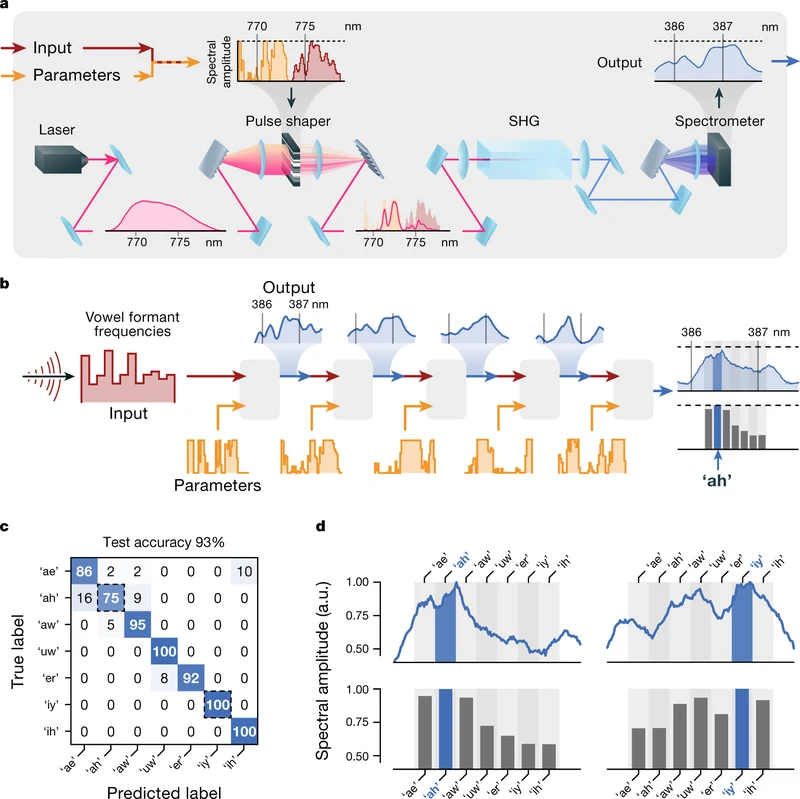 a
Input
Parameters
Spectral
amplitude
770 775 nm
386 387 nm
Output
Laser
Pulse shaper
SHG
Spectrometer
770 775 nm
770 775 nm
b
Vowel formant
frequencies
Input
Output
386 387 nm
Parameters
386 387 nm
‘ah’
c
Test accuracy 93%
True label
‘ae’ 86 2 2 0 0 0 10
‘ah’ 16 75 9 0 0 0 0
‘aw’ 0 5 95 0 0 0 0
‘uw’ 0 0 0 100 0 0 0
‘er’ 0 0 0 8 92 0 0
‘iy’ 0 0 0 0 0 100 0
‘ih’ 0 0 0 0 0 0 100
‘ae’ ‘ah’ ‘aw’ ‘uw’ ‘er’ ‘iy’ ‘ih’
Predicted label
d
Spectral amplitude (a.u.)
‘ae’ ‘ah’ ‘aw’ ‘uw’ ‘er’ ‘iy’ ‘ih’
‘ae’ ‘ah’ ‘aw’ ‘uw’ ‘er’ ‘iy’ ‘ih’
1.00
0.75
0.50
1.00
0.75
0.50
‘ae’ ‘ah’ ‘aw’ ‘uw’ ‘er’ ‘iy’ ‘ih’
‘ae’ ‘ah’ ‘aw’ ‘uw’ ‘er’ ‘iy’ ‘ih’